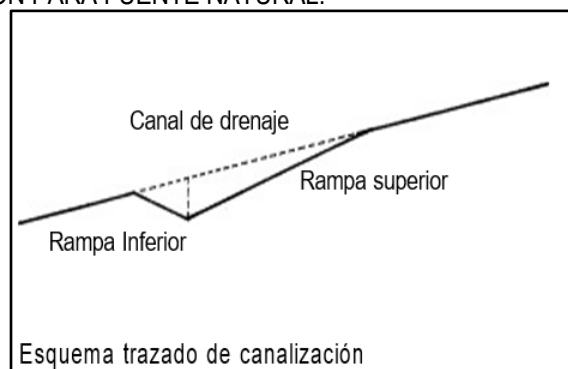 PARA PUENTE NATURAL.
Canal de drenaje
Rampa superior
Rampa Inferior
Esquema trazado de canalización